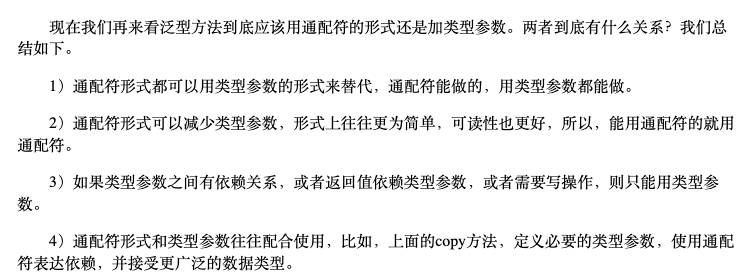 现在我们再来看泛型方法到底应该用通配符的形式还是加类型参数。两者到底有什么关系？我们总
结如下。
1）通配符形式都可以用类型参数的形式来替代，通配符能做的，用类型参数都能做。
2）通配符形式可以减少类型参数，形式上往往更为简单，可读性也更好，所以，能用通配符的就用
通配符。
3）如果类型参数之间有依赖关系，或者返回值依赖类型参数，或者需要写操作，则只能用类型参
数。
4）通配符形式和类型参数往往配合使用，比如，上面的copy方法，定义必要的类型参数，使用通配
符表达依赖，并接受更广泛的数据类型。